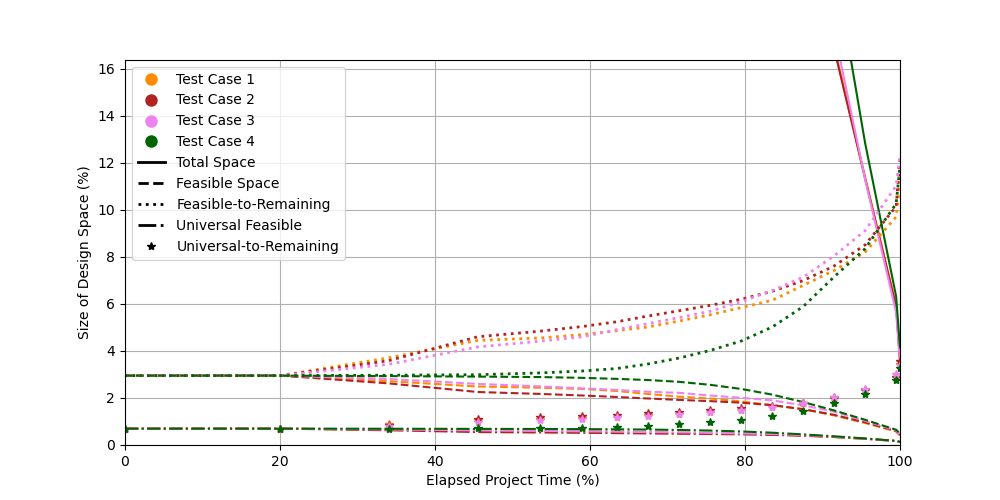 16
14
12
10
8
6
4
2
0
Size of Design Space (%)
Test Case 1
Test Case 2
Test Case 3
Test Case 4
Total Space
Feasible Space
Feasible-to-Remaining
Universal Feasible
Universal-to-Remaining
0 20 40 60 80 100
Elapsed Project Time (%)